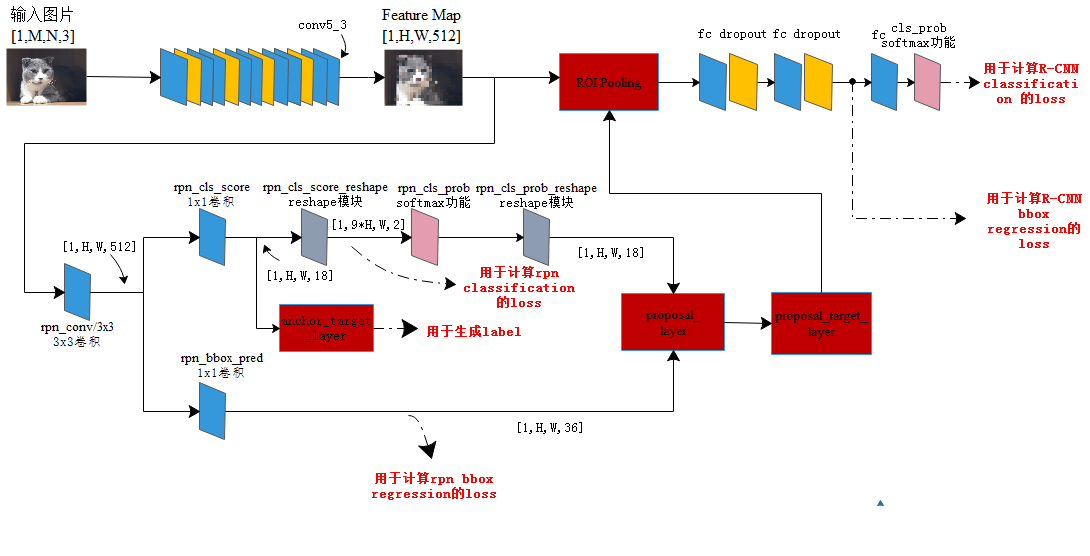 输入图片
[1,M,N,3]
conv5_3
Feature Map
[1,H,W,512]
ROI Pooling
fc dropout
fc dropout
fc
cls_prob
softmax功能
用于计算R-CNN
classificati
on 的loss
用于计算R-CNN
bbox
regression的
loss
rpn_cls_score
1x1卷积
rpn_cls_score_reshape
reshape模块
[1,9*H,W,2]
rpn_cls_prob
softmax功能
rpn_cls_prob_reshape
reshape模块
[1,H,W,512]
[1,H,W,18]
[1,H,W,18]
用于计算rpn
classification
的loss
rpn_conv/3x3
3x3卷积
anchor_target
_layer
用于生成label
proposal_
layer
proposal_target_
layer
rpn_bbox_pred
1x1卷积
[1,H,W,36]
用于计算rpn bbox
regression的loss